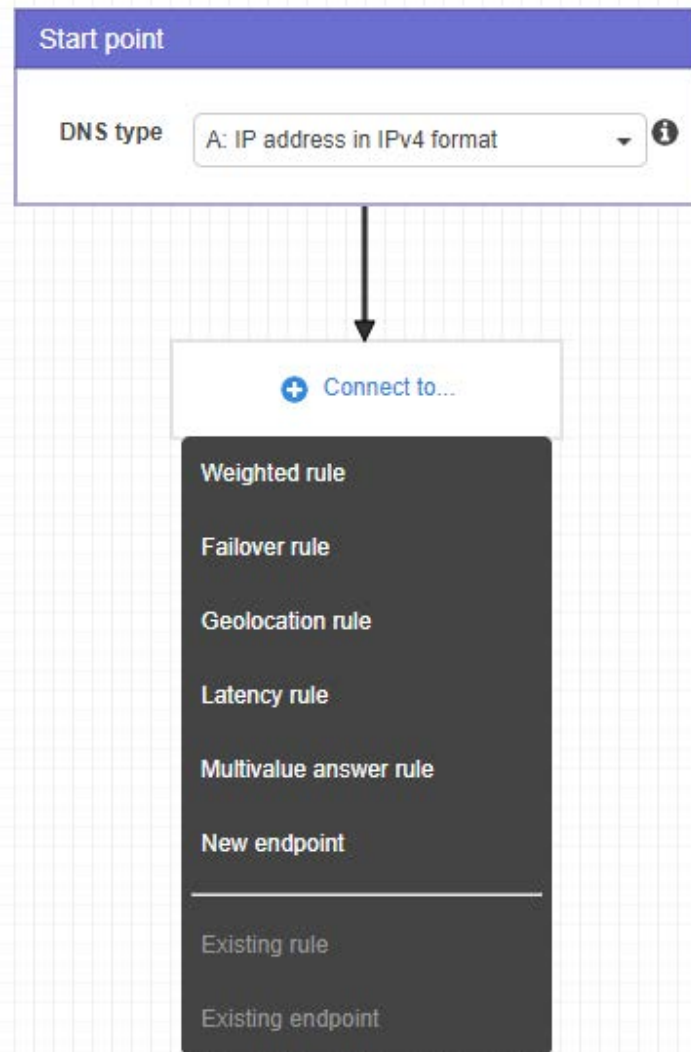 Start point
DNS type
A: IP address in IPv4 format
Connect to...
Weighted rule
Failover rule
Geolocation rule
Latency rule
Multivalue answer rule
New endpoint
Existing rule
Existing endpoint